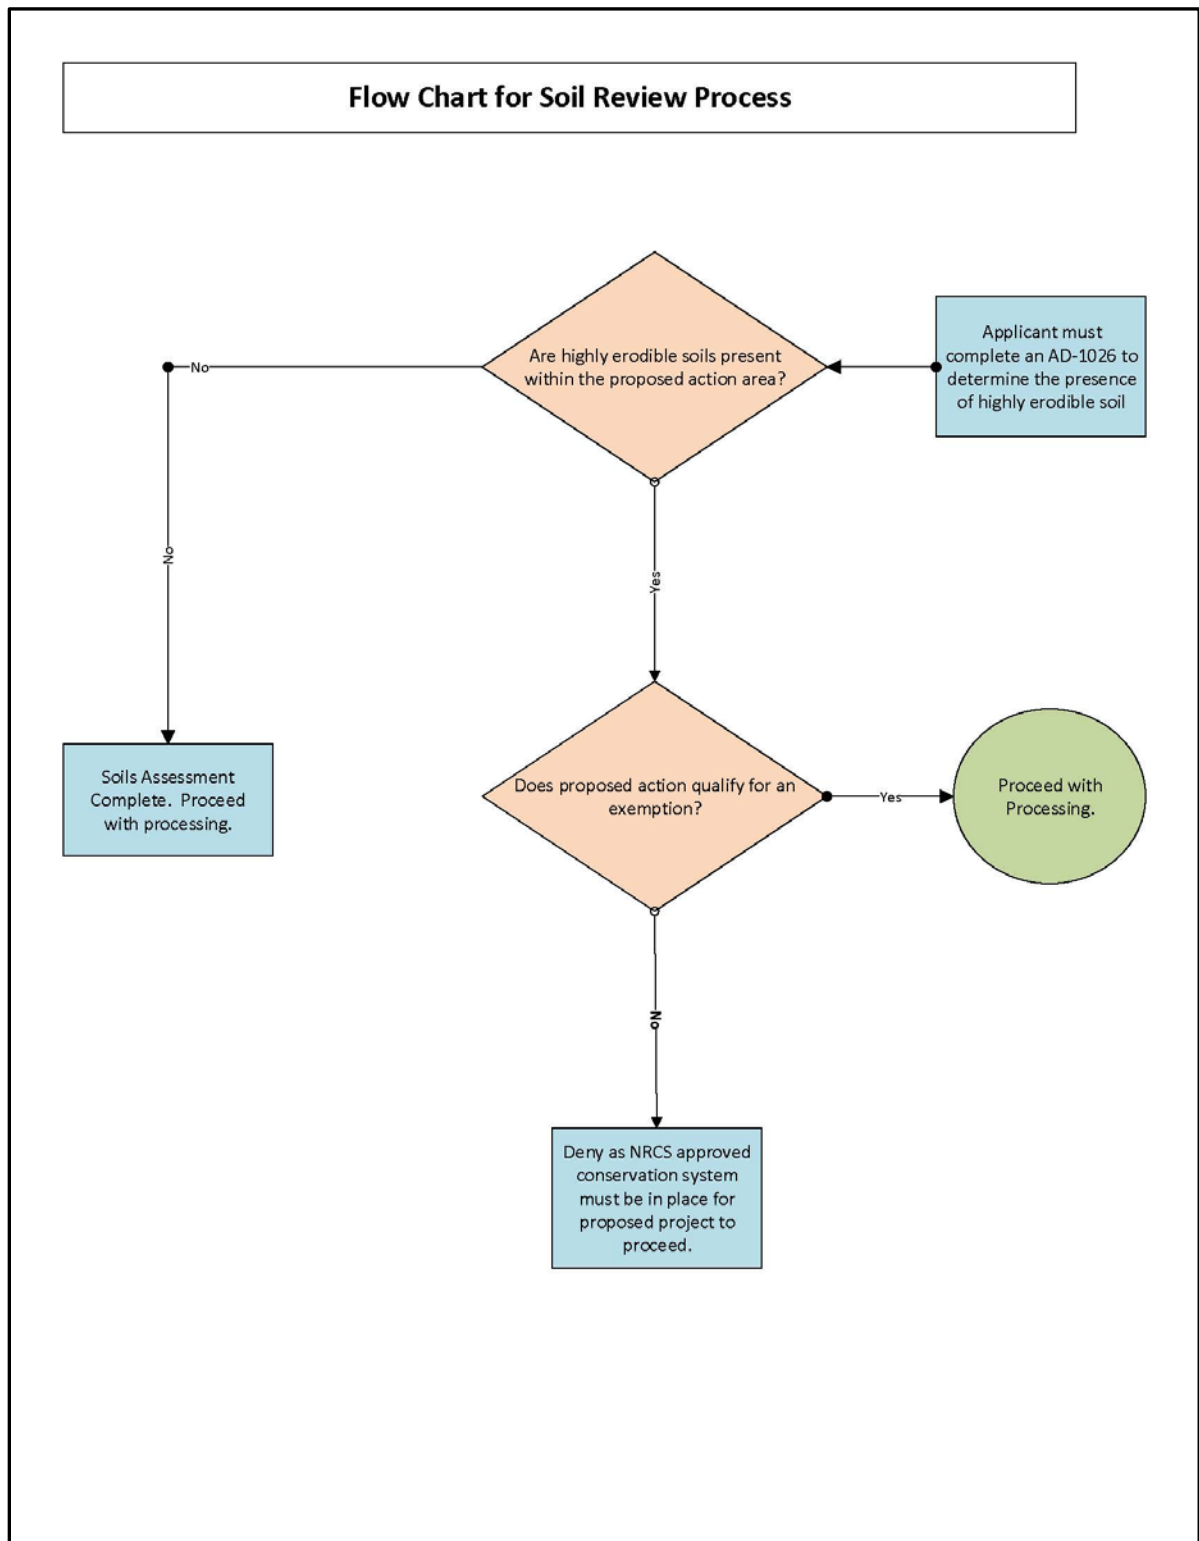 Flow Chart for Soil Review Process
Applicant must
complete an AD-1026 to
determine the presence
of highly erodible soil
Are highly erodible soils present
within the proposed action area?
No
No
Yes
Soils Assessment
Complete. Proceed
with processing.
Does proposed action qualify for an
exemption?
Yes
Proceed with
Processing.
No
Deny as NRCS approved
conservation system
must be in place for
proposed project to
proceed.